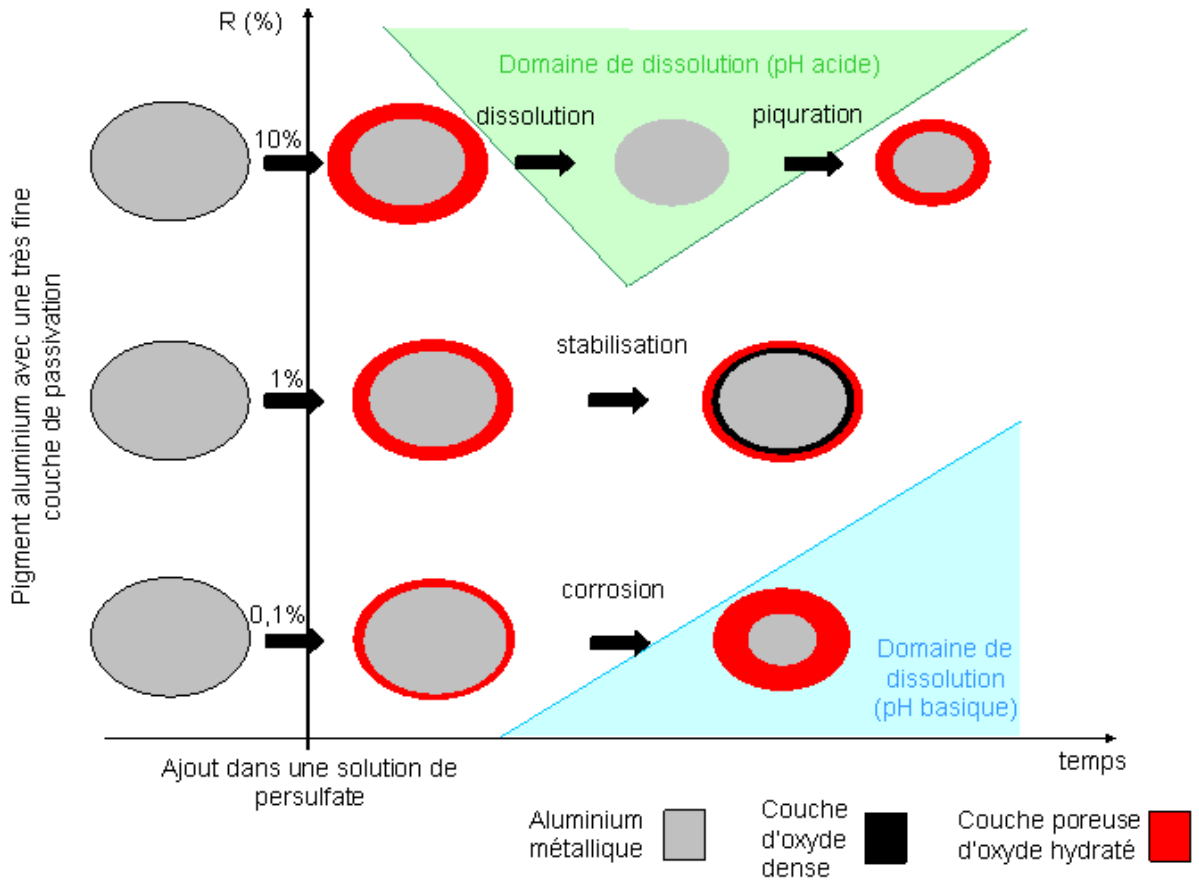 R (%)
Domaine de dissolution (pH acide)
10%
dissolution
piquration
Pigment aluminium avec une très fine
couche de passivation
1%
stabilisation
0,1%
corrosion
Domaine de
dissolution
(pH basique)
temps
Ajout dans une solution de
persulfate
Aluminium
métallique
Couche
d'oxyde
dense
Couche poreuse
d'oxyde hydraté